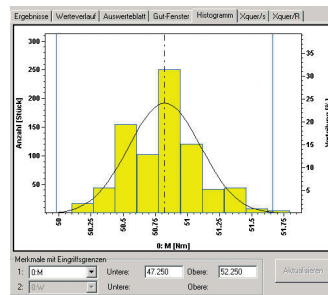 Ergebnisse Werteverlauf Auswerteblatt Gut-Fenster Histogramm Xquer/s Xquer/R
Anzahl [Stück]
300
250
200
150
100
50
35
30
25
20
15
10
5
50 50.25 50.5 50.75 51 51.25 51.5 51.75
0: M [Nm]
Merkmale mit Eingriffsgrenzen
1: 0:M Untere: 47.250 Obere: 52.250 Aktualisieren
2: 0:W Untere: Obere: